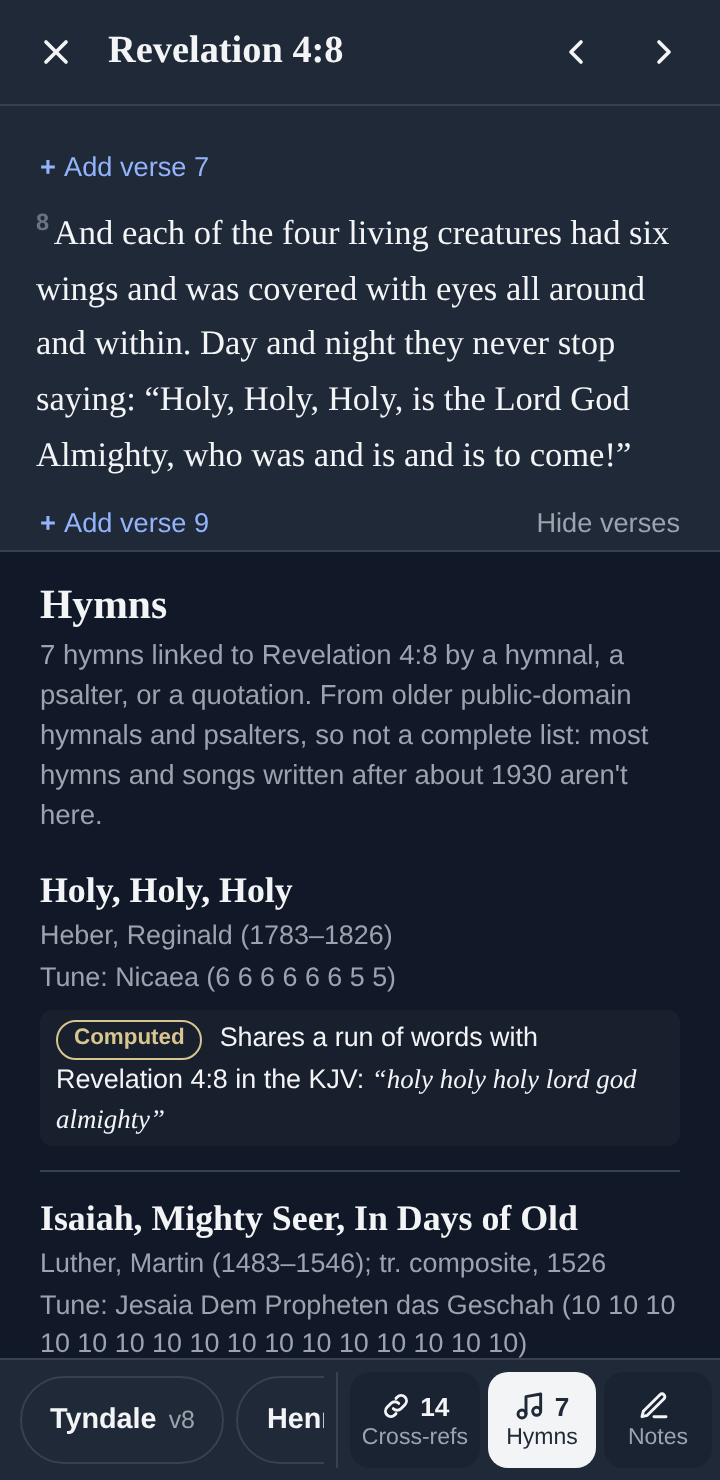 Revelation 4:8
+ Add verse 7
8 And each of the four living creatures had six
wings and was covered with eyes all around
and within. Day and night they never stop
saying: “Holy, Holy, Holy, is the Lord God
Almighty, who was and is and is to come!”
+ Add verse 9
Hide verses
Hymns
7 hymns linked to Revelation 4:8 by a hymnal, a
psalter, or a quotation. From older public-domain
hymnals and psalters, so not a complete list: most
hymns and songs written after about 1930 aren't
here.
Holy, Holy, Holy
Heber, Reginald (1783–1826)
Tune: Nicaea (6 6 6 6 6 6 5 5)
Computed Shares a run of words with
Revelation 4:8 in the KJV: “holy holy holy lord god
almighty”
Isaiah, Mighty Seer, In Days of Old
Luther, Martin (1483–1546); tr. composite, 1526
Tune: Jesaia Dem Propheten das Geschah (10 10 10
10 10 10 10 10 10 10 10 10 10 10 10 10)
Tyndale v8
14
Cross-refs
7
Hymns
Notes